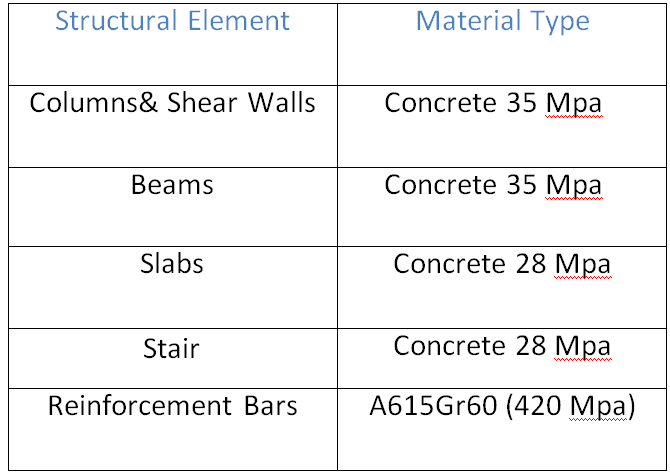 Structural Element Material Type
Columns& Shear Walls Concrete 35 Mpa
Beams Concrete 35 Mpa
Slabs Concrete 28 Mpa
Stair Concrete 28 Mpa
Reinforcement Bars A615Gr60 (420 Mpa)